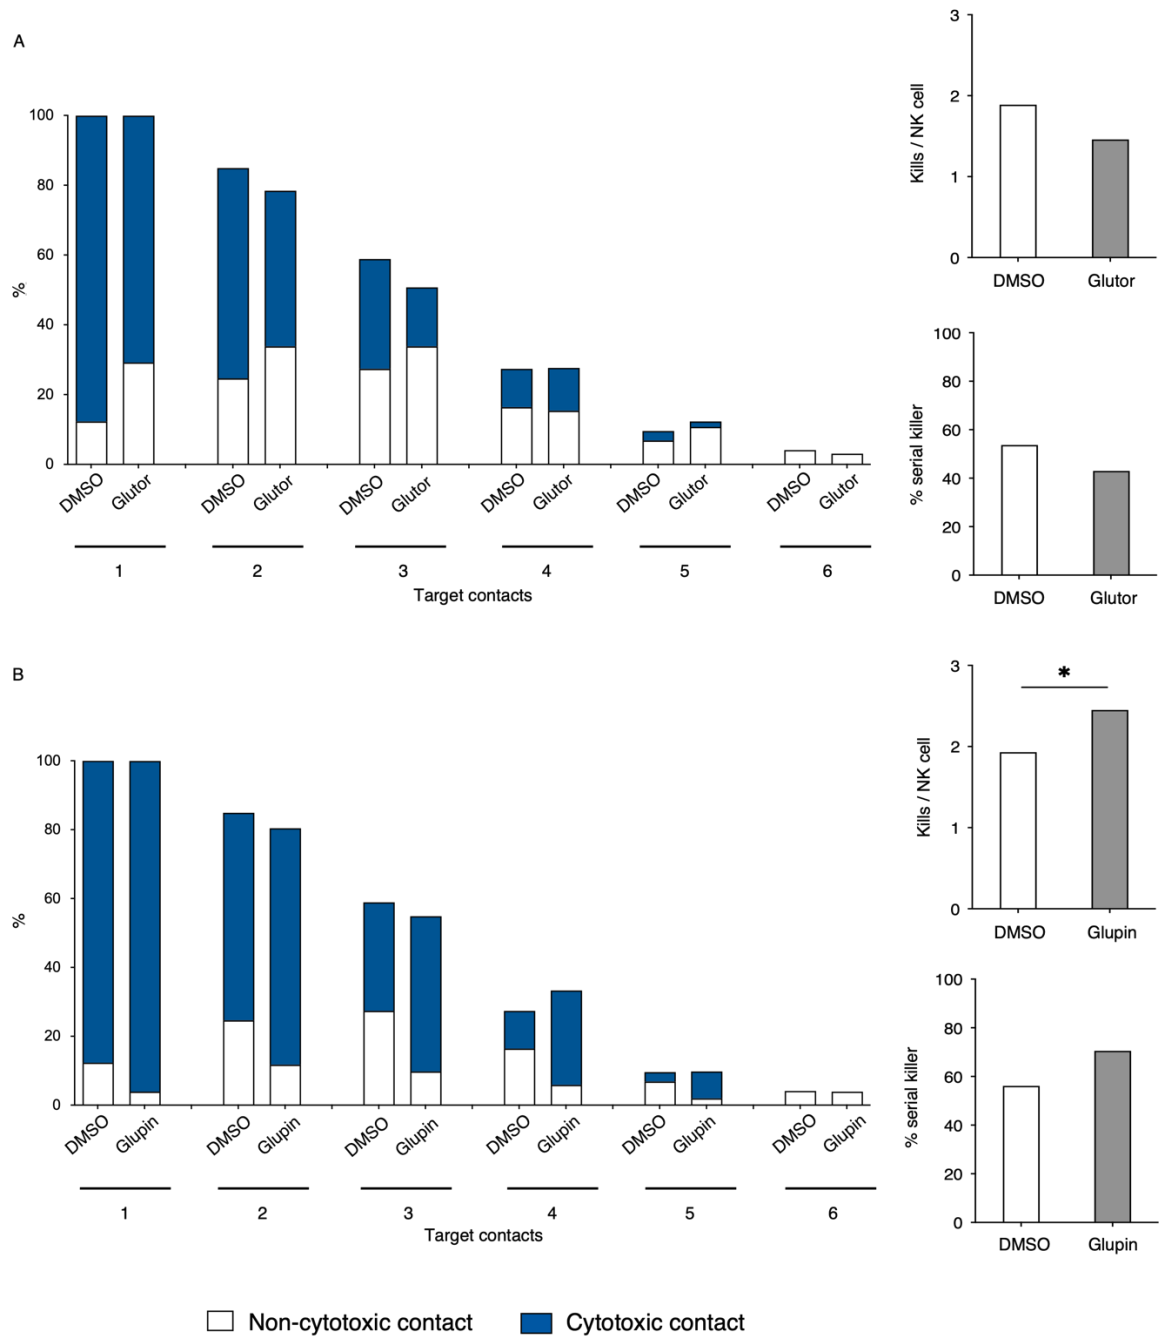 A
100
80
60
40
20
0
%
DMSO Glutor DMSO Glutor DMSO Glutor DMSO Glutor DMSO Glutor DMSO Glutor
1 2 3 4 5 6
Target contacts
3
2
1
0
Kills / NK cell
DMSO Glutor
100
80
60
40
20
0
% serial killer
DMSO Glutor
B
100
80
60
40
20
0
%
DMSO Glupin DMSO Glupin DMSO Glupin DMSO Glupin DMSO Glupin DMSO Glupin
1 2 3 4 5 6
Target contacts
3
2
1
0
Kills / NK cell
*
DMSO Glupin
100
80
60
40
20
0
% serial killer
DMSO Glupin
Non-cytotoxic contact Cytotoxic contact